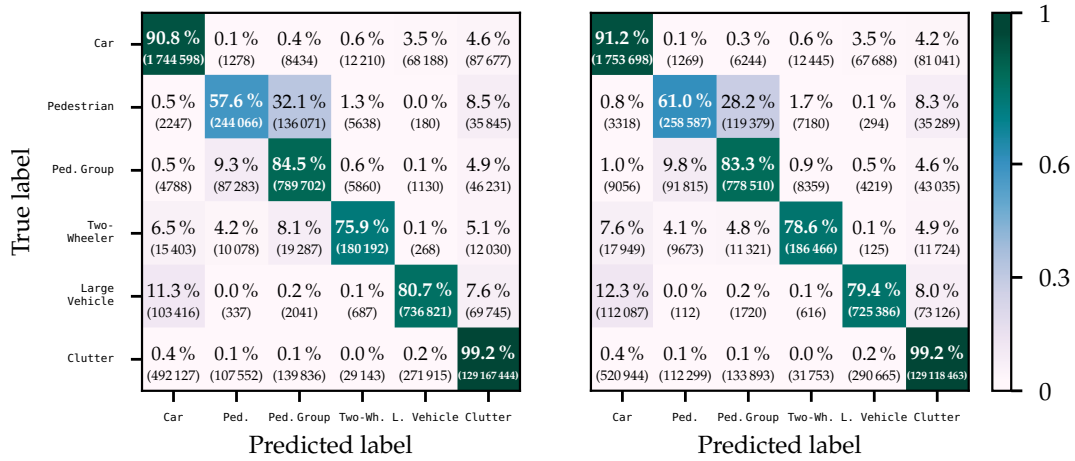 True label
Car
90.8 % 0.1 % 0.4 % 0.6 % 3.5 % 4.6 %
(1 744 598) (1278) (8434) (12 210) (68 188) (87 677)
Pedestrian
0.5 % 57.6 % 32.1 % 1.3 % 0.0 % 8.5 %
(2247) (244 066) (136 071) (5638) (180) (35 845)
Ped.Group
0.5 % 9.3 % 84.5 % 0.6 % 0.1 % 4.9 %
(4788) (87 283) (789 702) (5860) (1130) (46 231)
Two-
Wheeler
6.5 % 4.2 % 8.1 % 75.9 % 0.1 % 5.1 %
(15 403) (10 078) (19 287) (180 192) (268) (12 030)
Large
Vehicle
11.3 % 0.0 % 0.2 % 0.1 % 80.7 % 7.6 %
(103 416) (337) (2041) (687) (736 821) (69 745)
Clutter
0.4 % 0.1 % 0.1 % 0.0 % 0.2 % 99.2 %
(492 127) (107 552) (139 836) (29 143) (271 915) (129 167 444)
Car Ped. Ped.Group Two-Wh. L. Vehicle Clutter
Predicted label
91.2 % 0.1 % 0.3 % 0.6 % 3.5 % 4.2 %
(1 753 698) (1269) (6244) (12 445) (67 688) (81 041)
0.8 % 61.0 % 28.2 % 1.7 % 0.1 % 8.3 %
(3318) (258 587) (119 379) (7180) (294) (35 289)
1.0 % 9.8 % 83.3 % 0.9 % 0.5 % 4.6 %
(9056) (91 815) (778 510) (8359) (4219) (43 035)
7.6 % 4.1 % 4.8 % 78.6 % 0.1 % 4.9 %
(17 949) (9673) (11 321) (186 466) (125) (11 724)
12.3 % 0.0 % 0.2 % 0.1 % 79.4 % 8.0 %
(112 087) (112) (1720) (616) (725 386) (73 126)
0.4 % 0.1 % 0.1 % 0.0 % 0.2 % 99.2 %
(520 944) (112 299) (133 893) (31 753) (290 665) (129 118 463)
Car Ped. Ped.Group Two-Wh. L. Vehicle Clutter
Predicted label
1
0.6
0.3
0